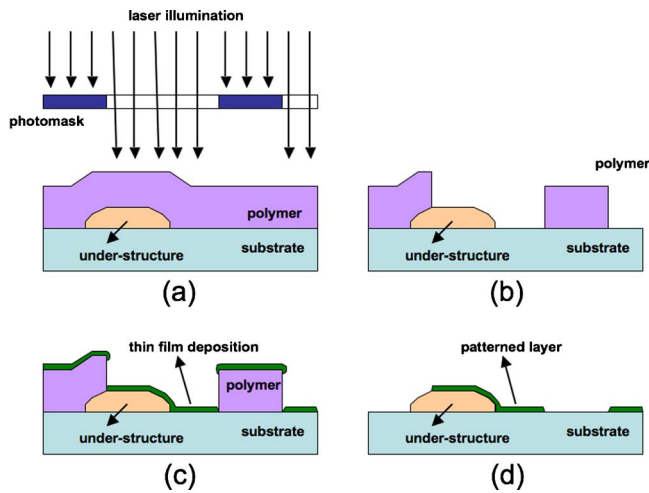 laser illumination
photomask
polymer
under-structure
substrate
(a)
polymer
under-structure
substrate
(b)
thin film deposition
polymer
under-structure
substrate
(c)
patterned layer
under-structure
substrate
(d)